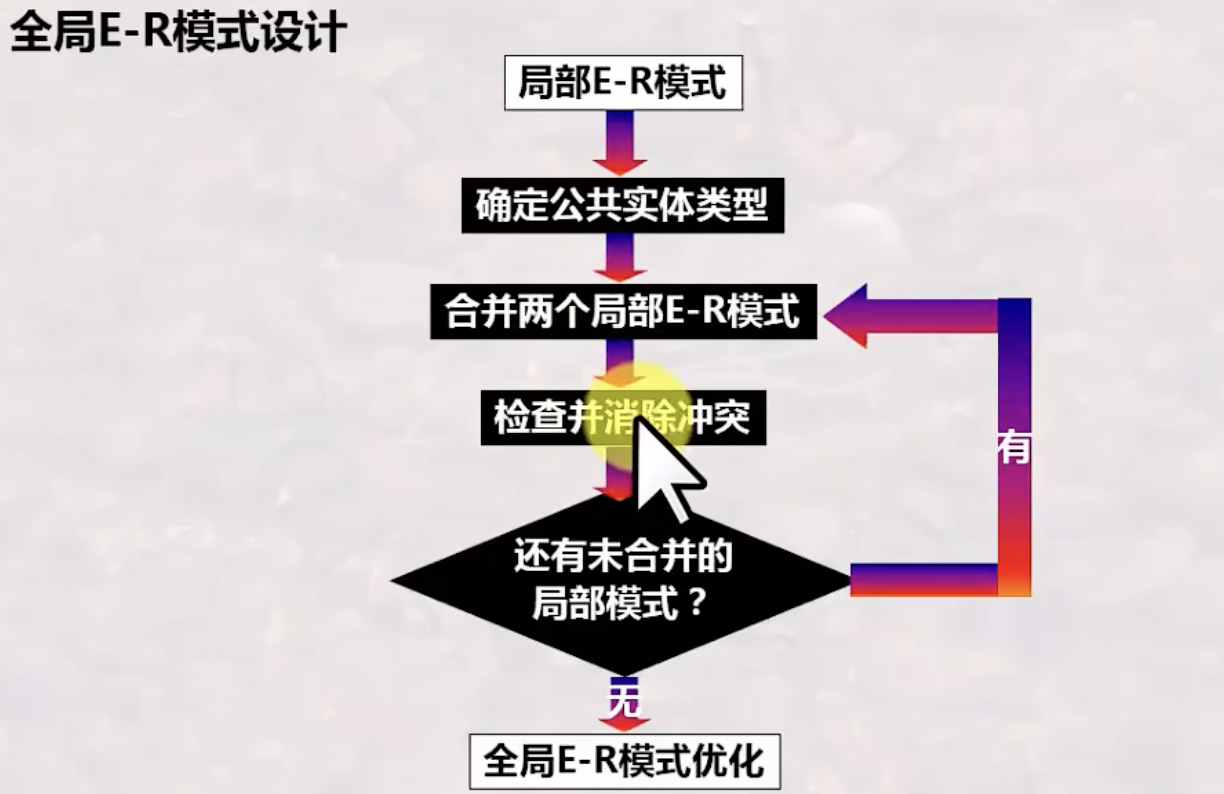 全局E-R模式设计
局部E-R模式
确定公共实体类型
合并两个局部E-R模式
检查并消除冲突
还有未合并的
局部模式？
有
无
全局E-R模式优化